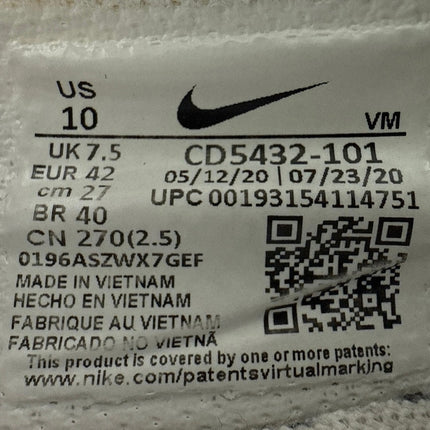 US
10
VM
UK 7.5
CD5432-101
EUR 42
05/12/20 | 07/23/20
cm 27
UPC 00193154114751
BR 40
CN 270(2.5)
0196ASZWX7GEF
MADE IN VIETNAM
HECHO EN VIETNAM
FABRIQUE AU VIETNAM
FABRICADO NO VIETNÃ
This product is covered by one or more patents:
www.nike.com/patentsvirtualmarking